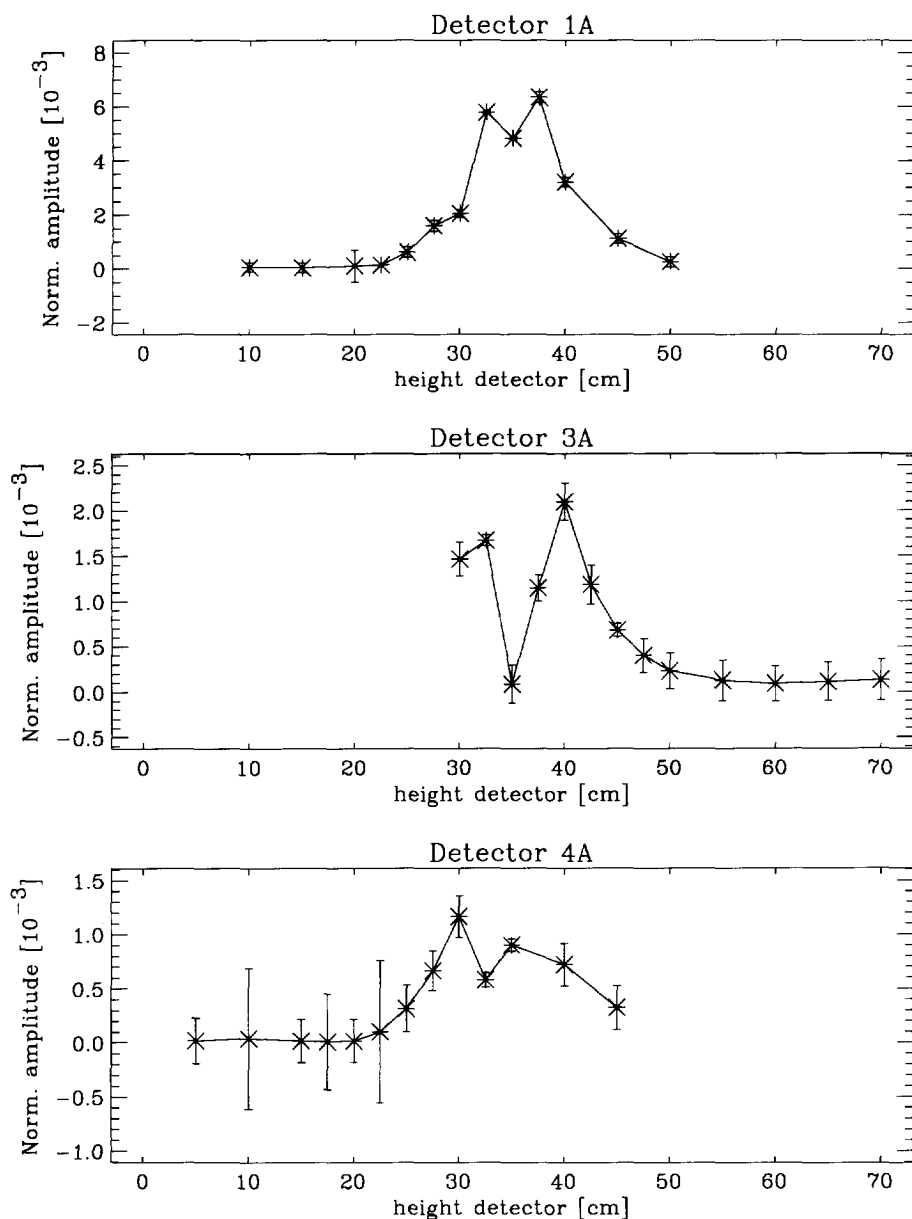 Detector 1A
Norm. amplitude [10⁻³]
8
6
4
2
0
−2
0 10 20 30 40 50 60 70
height detector [cm]
Detector 3A
Norm. amplitude [10⁻³]
2.5
2.0
1.5
1.0
0.5
0.0
−0.5
0 10 20 30 40 50 60 70
height detector [cm]
Detector 4A
Norm. amplitude [10⁻³]
1.5
1.0
0.5
0.0
−0.5
−1.0
0 10 20 30 40 50 60 70
height detector [cm]